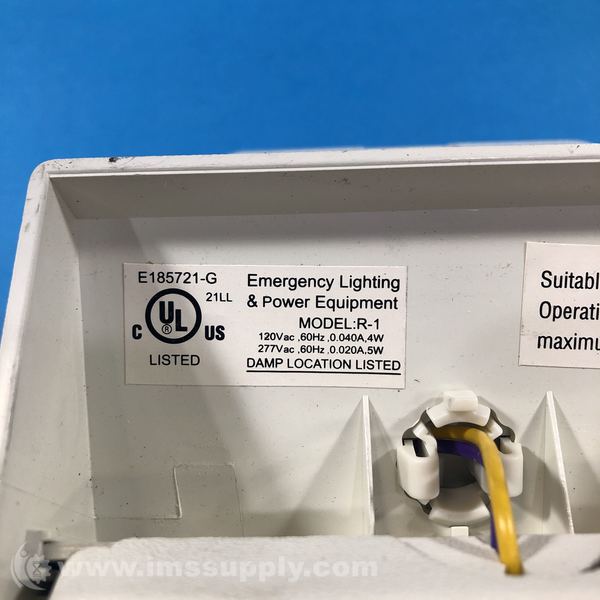 E185721-G
21LL
C UL ® US
LISTED
Emergency Lighting
& Power Equipment
MODEL:R-1
120Vac ,60Hz ,0.040A,4W
277Vac ,60Hz ,0.020A,5W
DAMP LOCATION LISTED
Suitabl
Operati
maximu
www.imssupply.com